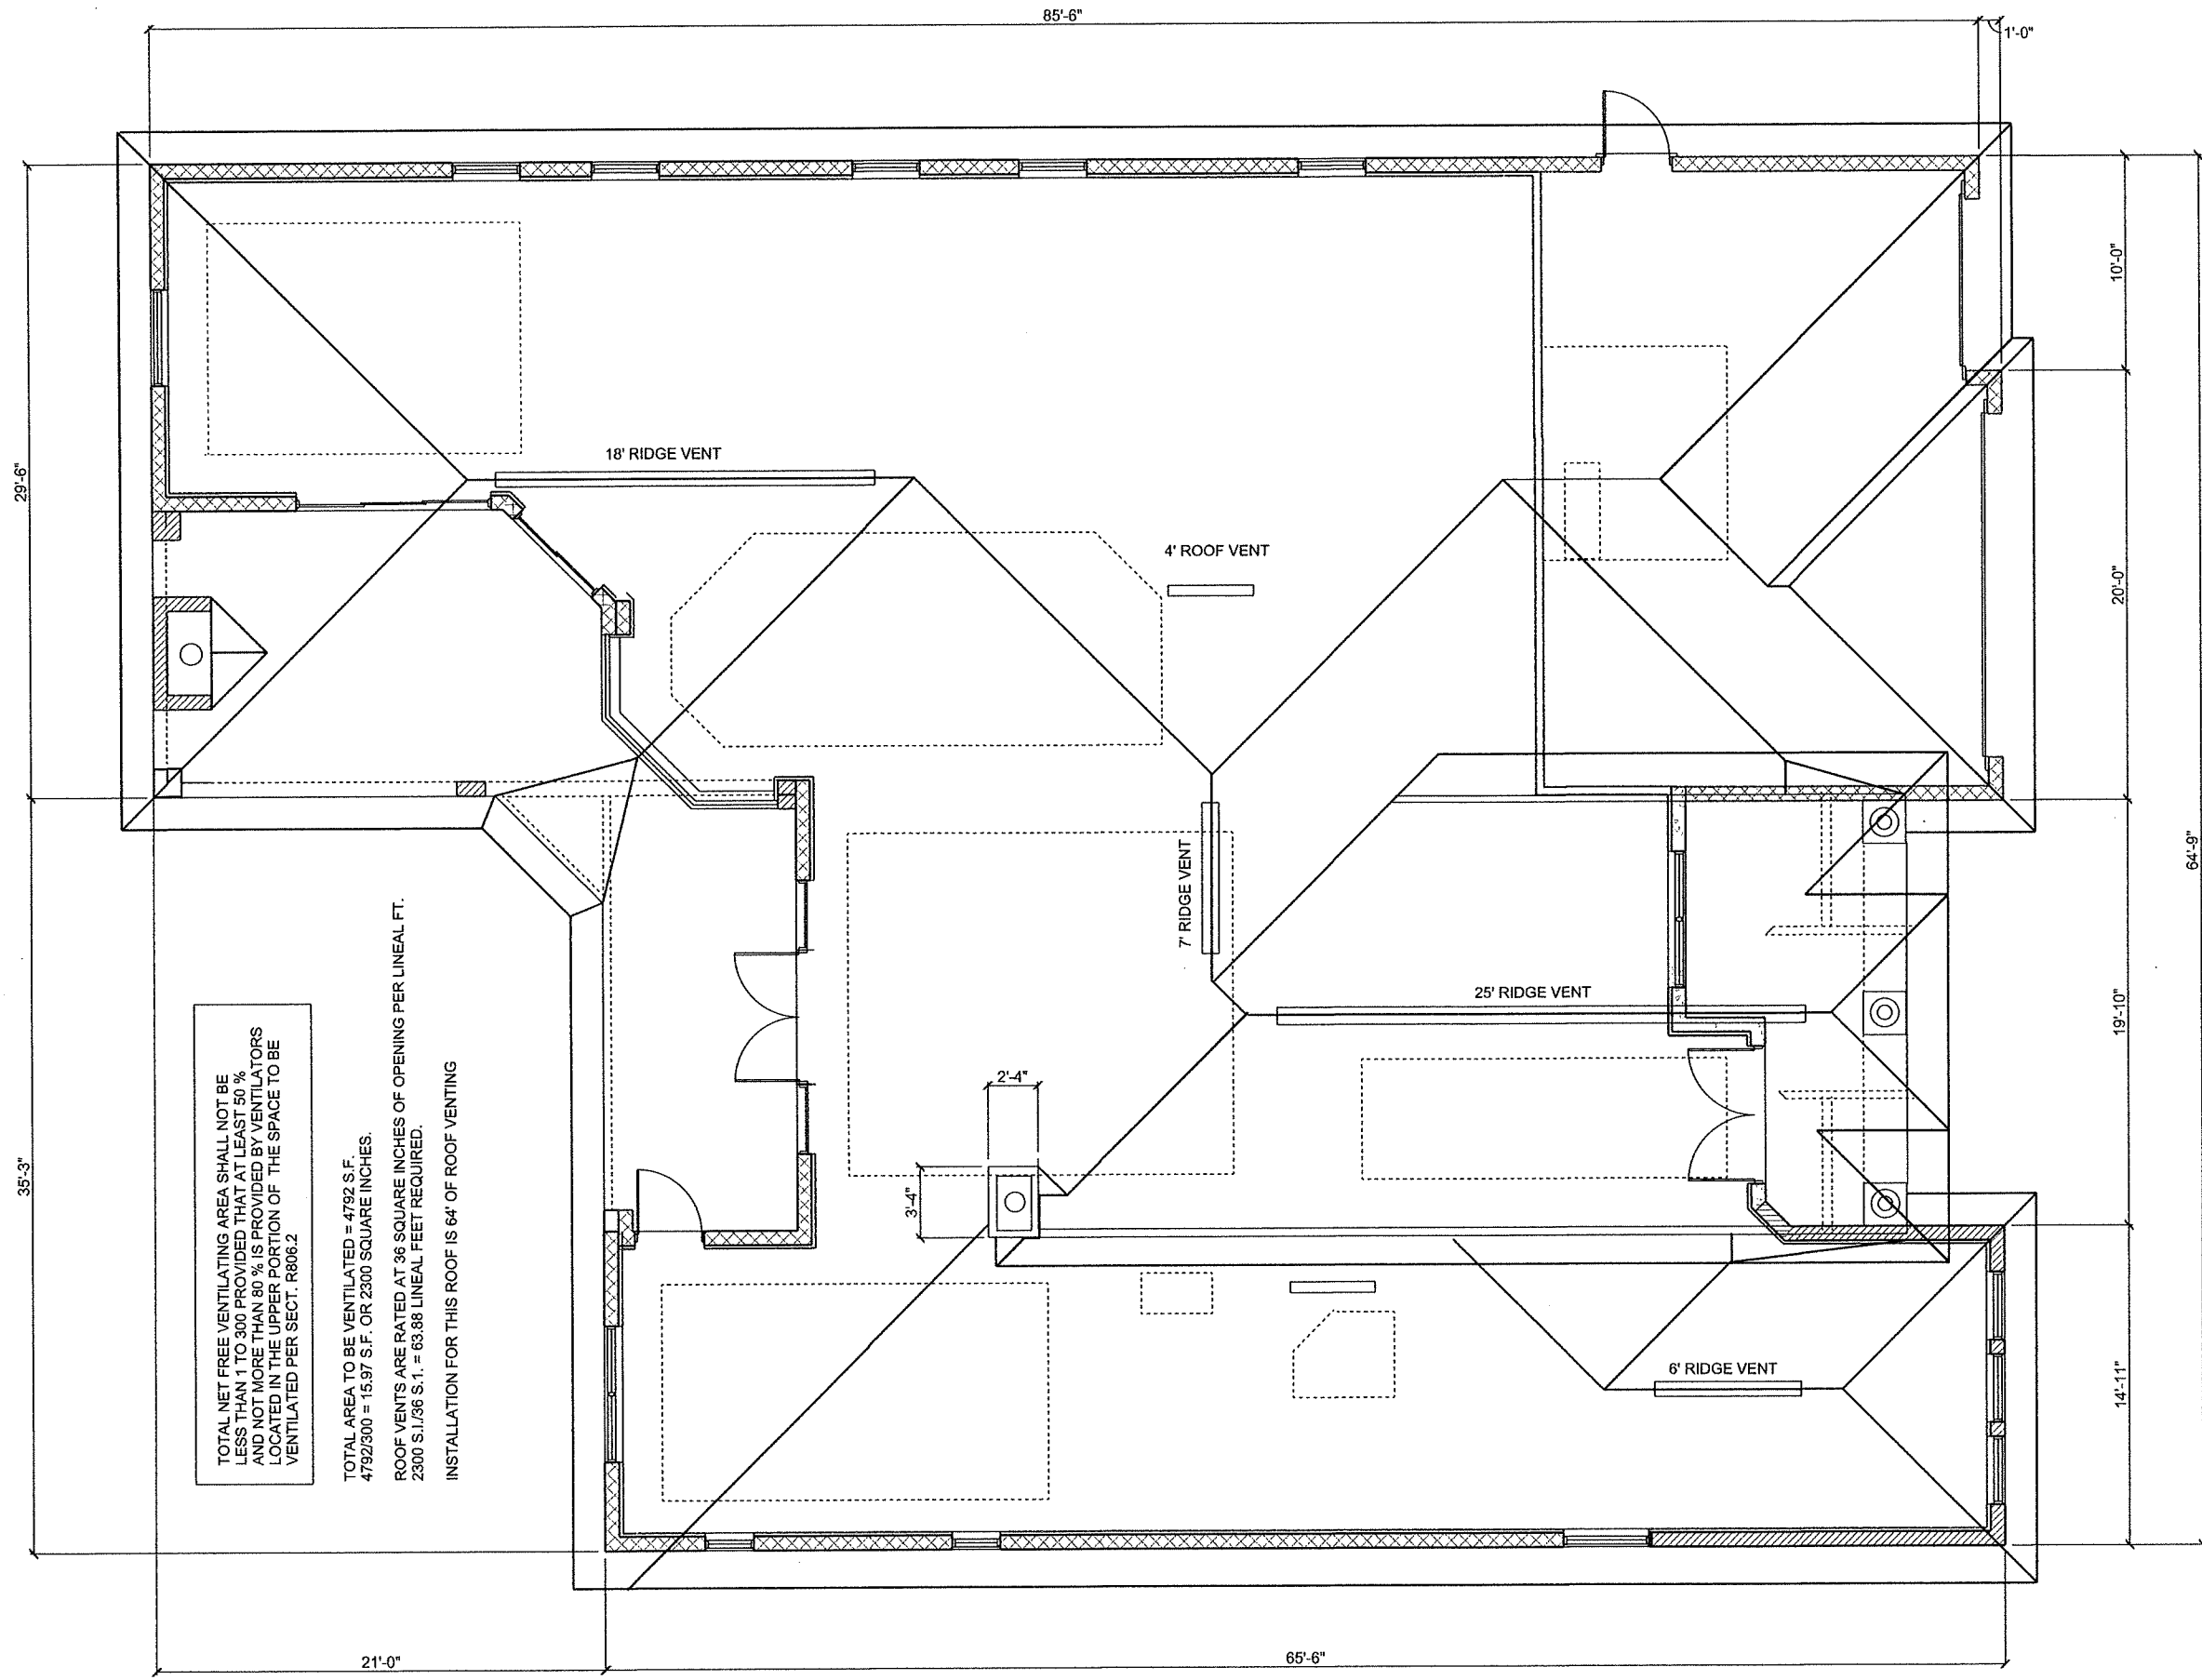 85'-6"
1'-0"
29'-6"
10'-0"
18' RIDGE VENT
4' ROOF VENT
20'-0"
64'-9"
7' RIDGE VENT
25' RIDGE VENT
19'-10"
2'-4"
3'-4"
35'-3"
TOTAL NET FREE VENTILATING AREA SHALL NOT BE
LESS THAN 1 TO 300 PROVIDED THAT AT LEAST 50 %
AND NOT MORE THAN 80 % IS PROVIDED BY VENTILATORS
LOCATED IN THE UPPER PORTION OF THE SPACE TO BE
VENTILATED PER SECT. R806.2
TOTAL AREA TO BE VENTILATED = 4792 S.F.
4792/300 = 15.97 S.F. OR 2300 SQUARE INCHES.
ROOF VENTS ARE RATED AT 36 SQUARE INCHES OF OPENING PER LINEAL FT.
2300 S.I./36 S.1. = 63.88 LINEAL FEET REQUIRED.
INSTALLATION FOR THIS ROOF IS 64' OF ROOF VENTING
6' RIDGE VENT
14'-11"
21'-0"
65'-6"